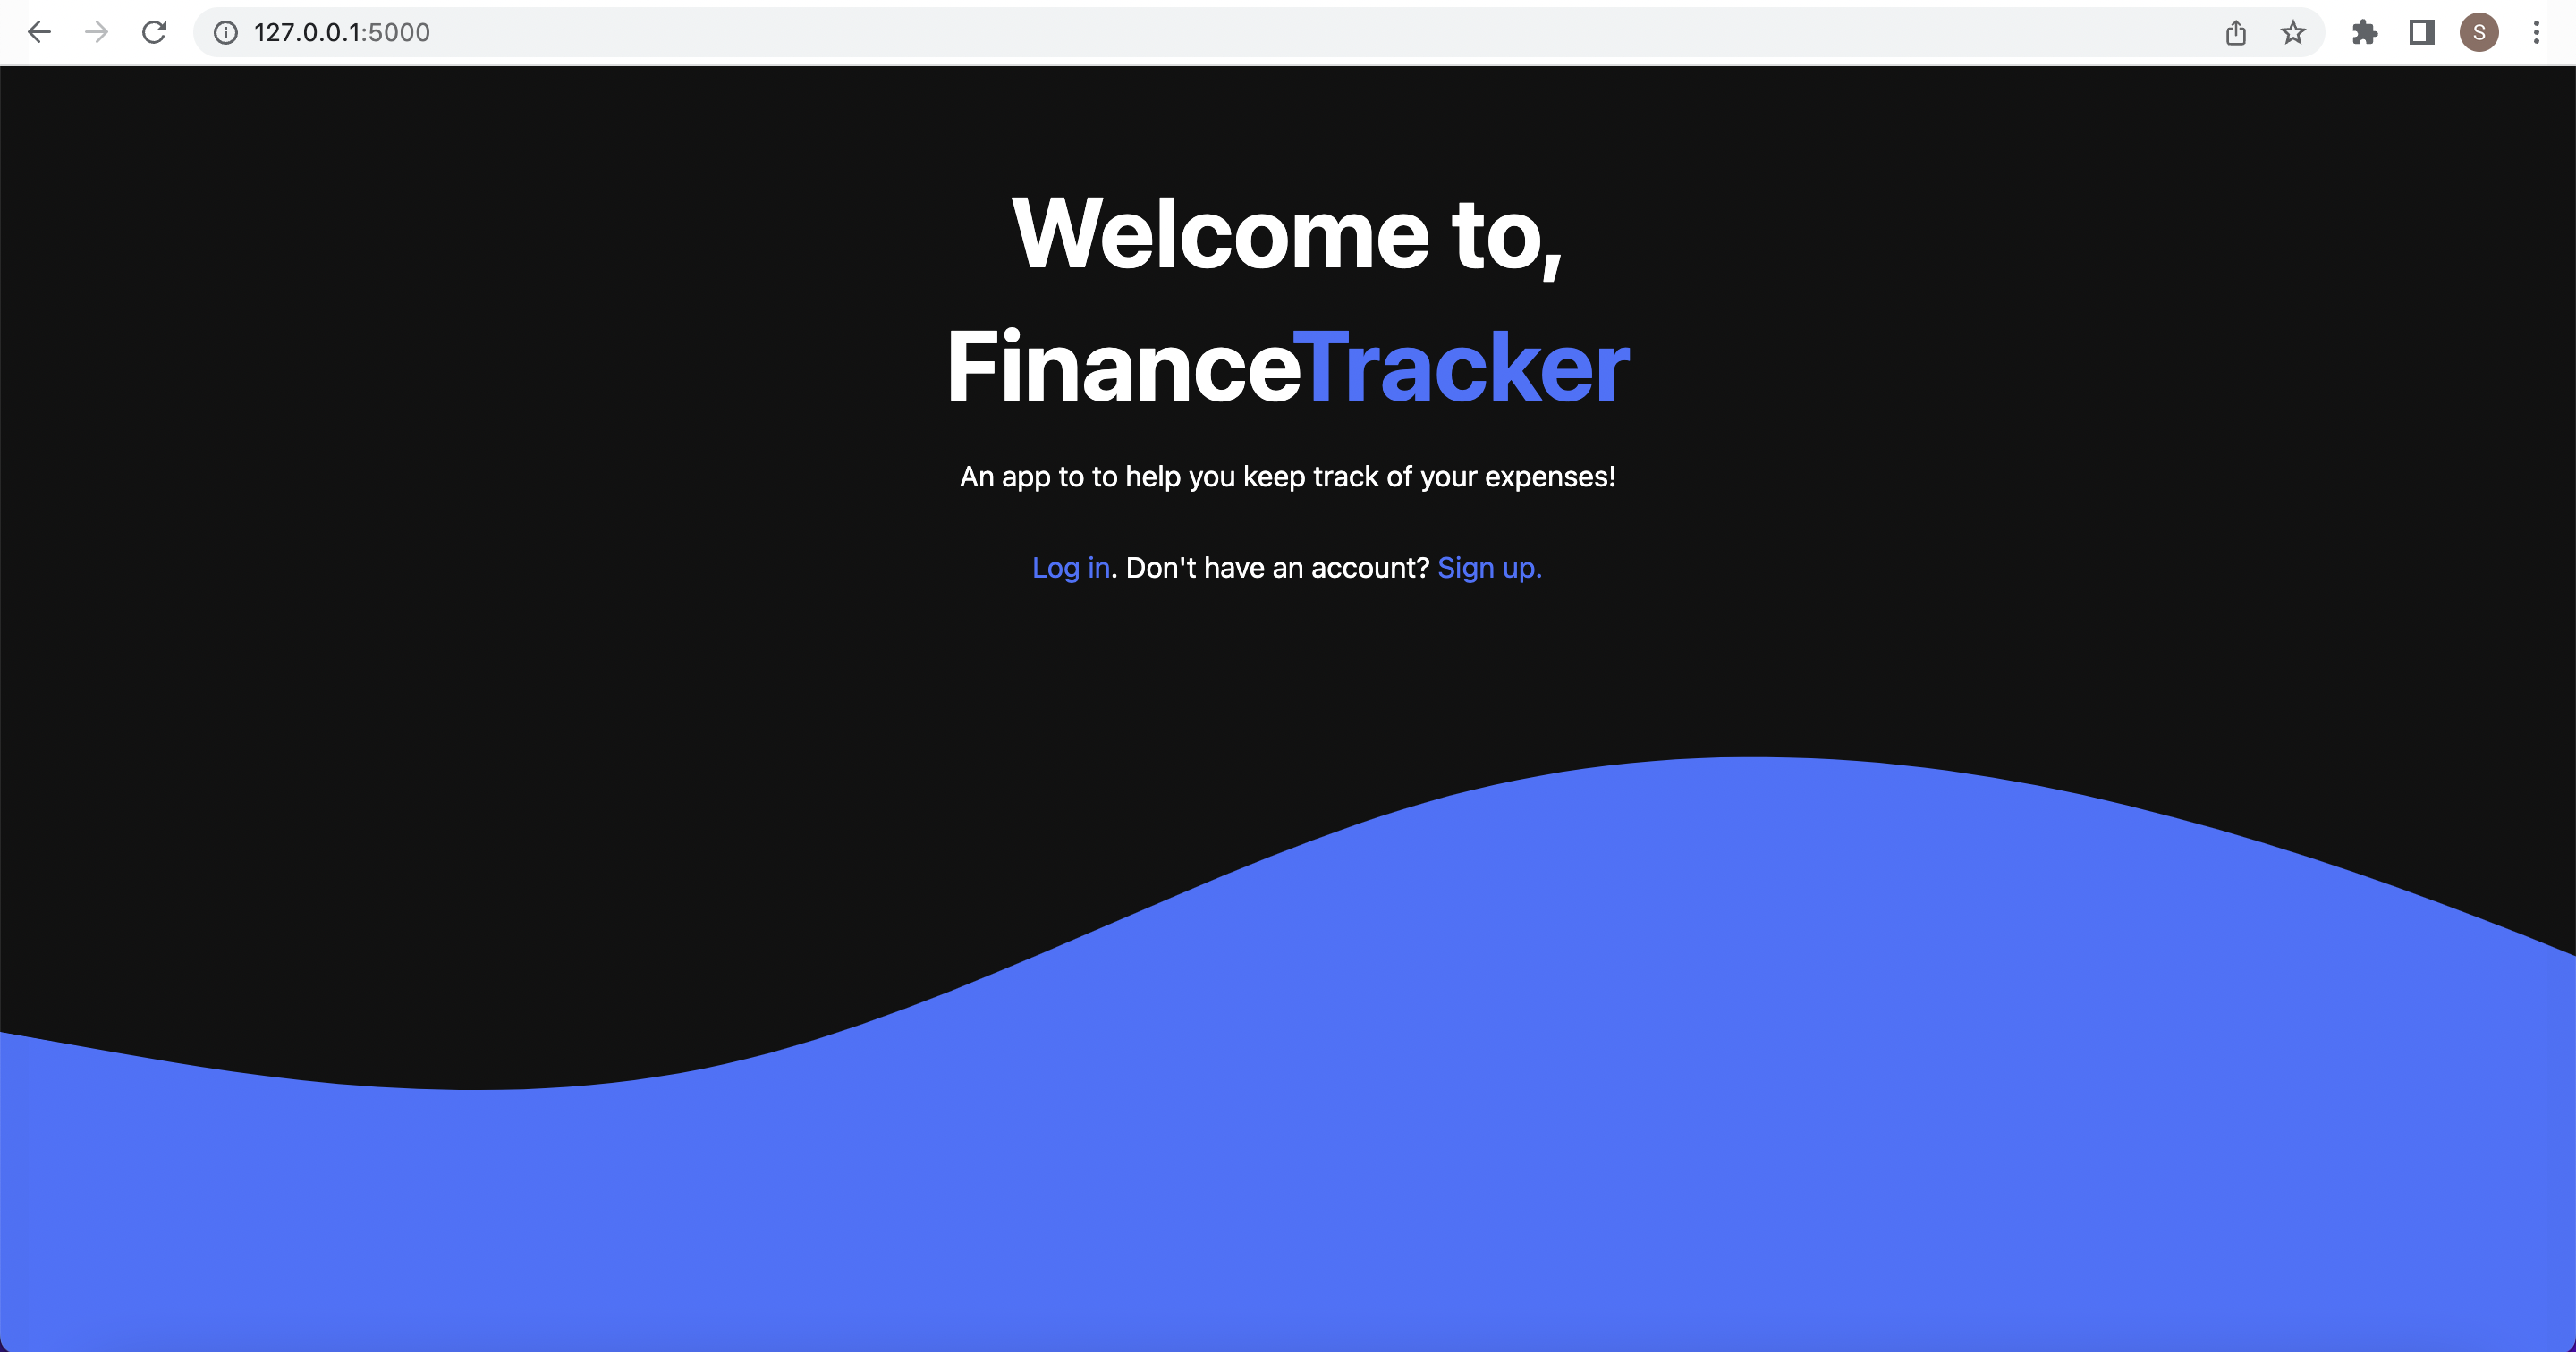 127.0.0.1:5000
S
Welcome to,
FinanceTracker
An app to to help you keep track of your expenses!
Log in. Don't have an account? Sign up.